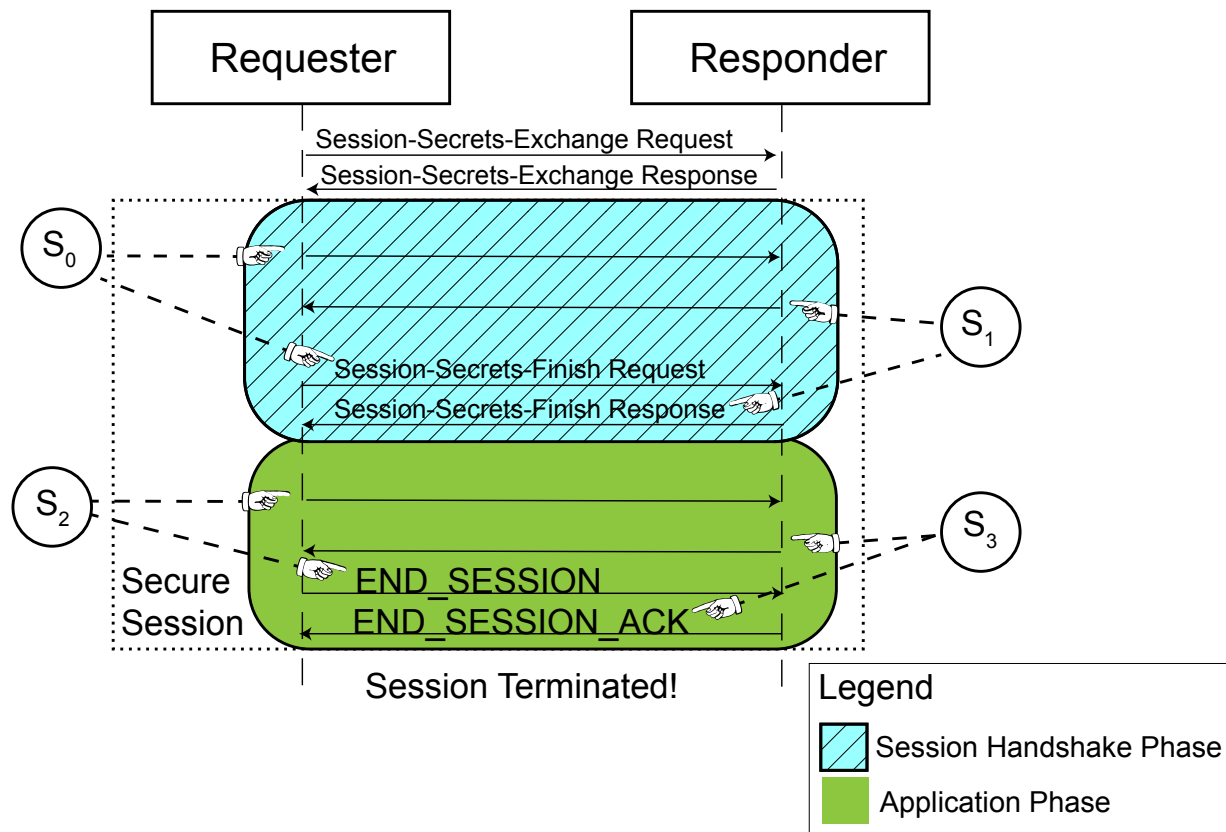 Requester
Responder
Session-Secrets-Exchange Request
Session-Secrets-Exchange Response
S0
S1
Session-Secrets-Finish Request
Session-Secrets-Finish Response
S2
S3
Secure
Session
END_SESSION
END_SESSION_ACK
Session Terminated!
Legend
Session Handshake Phase
Application Phase